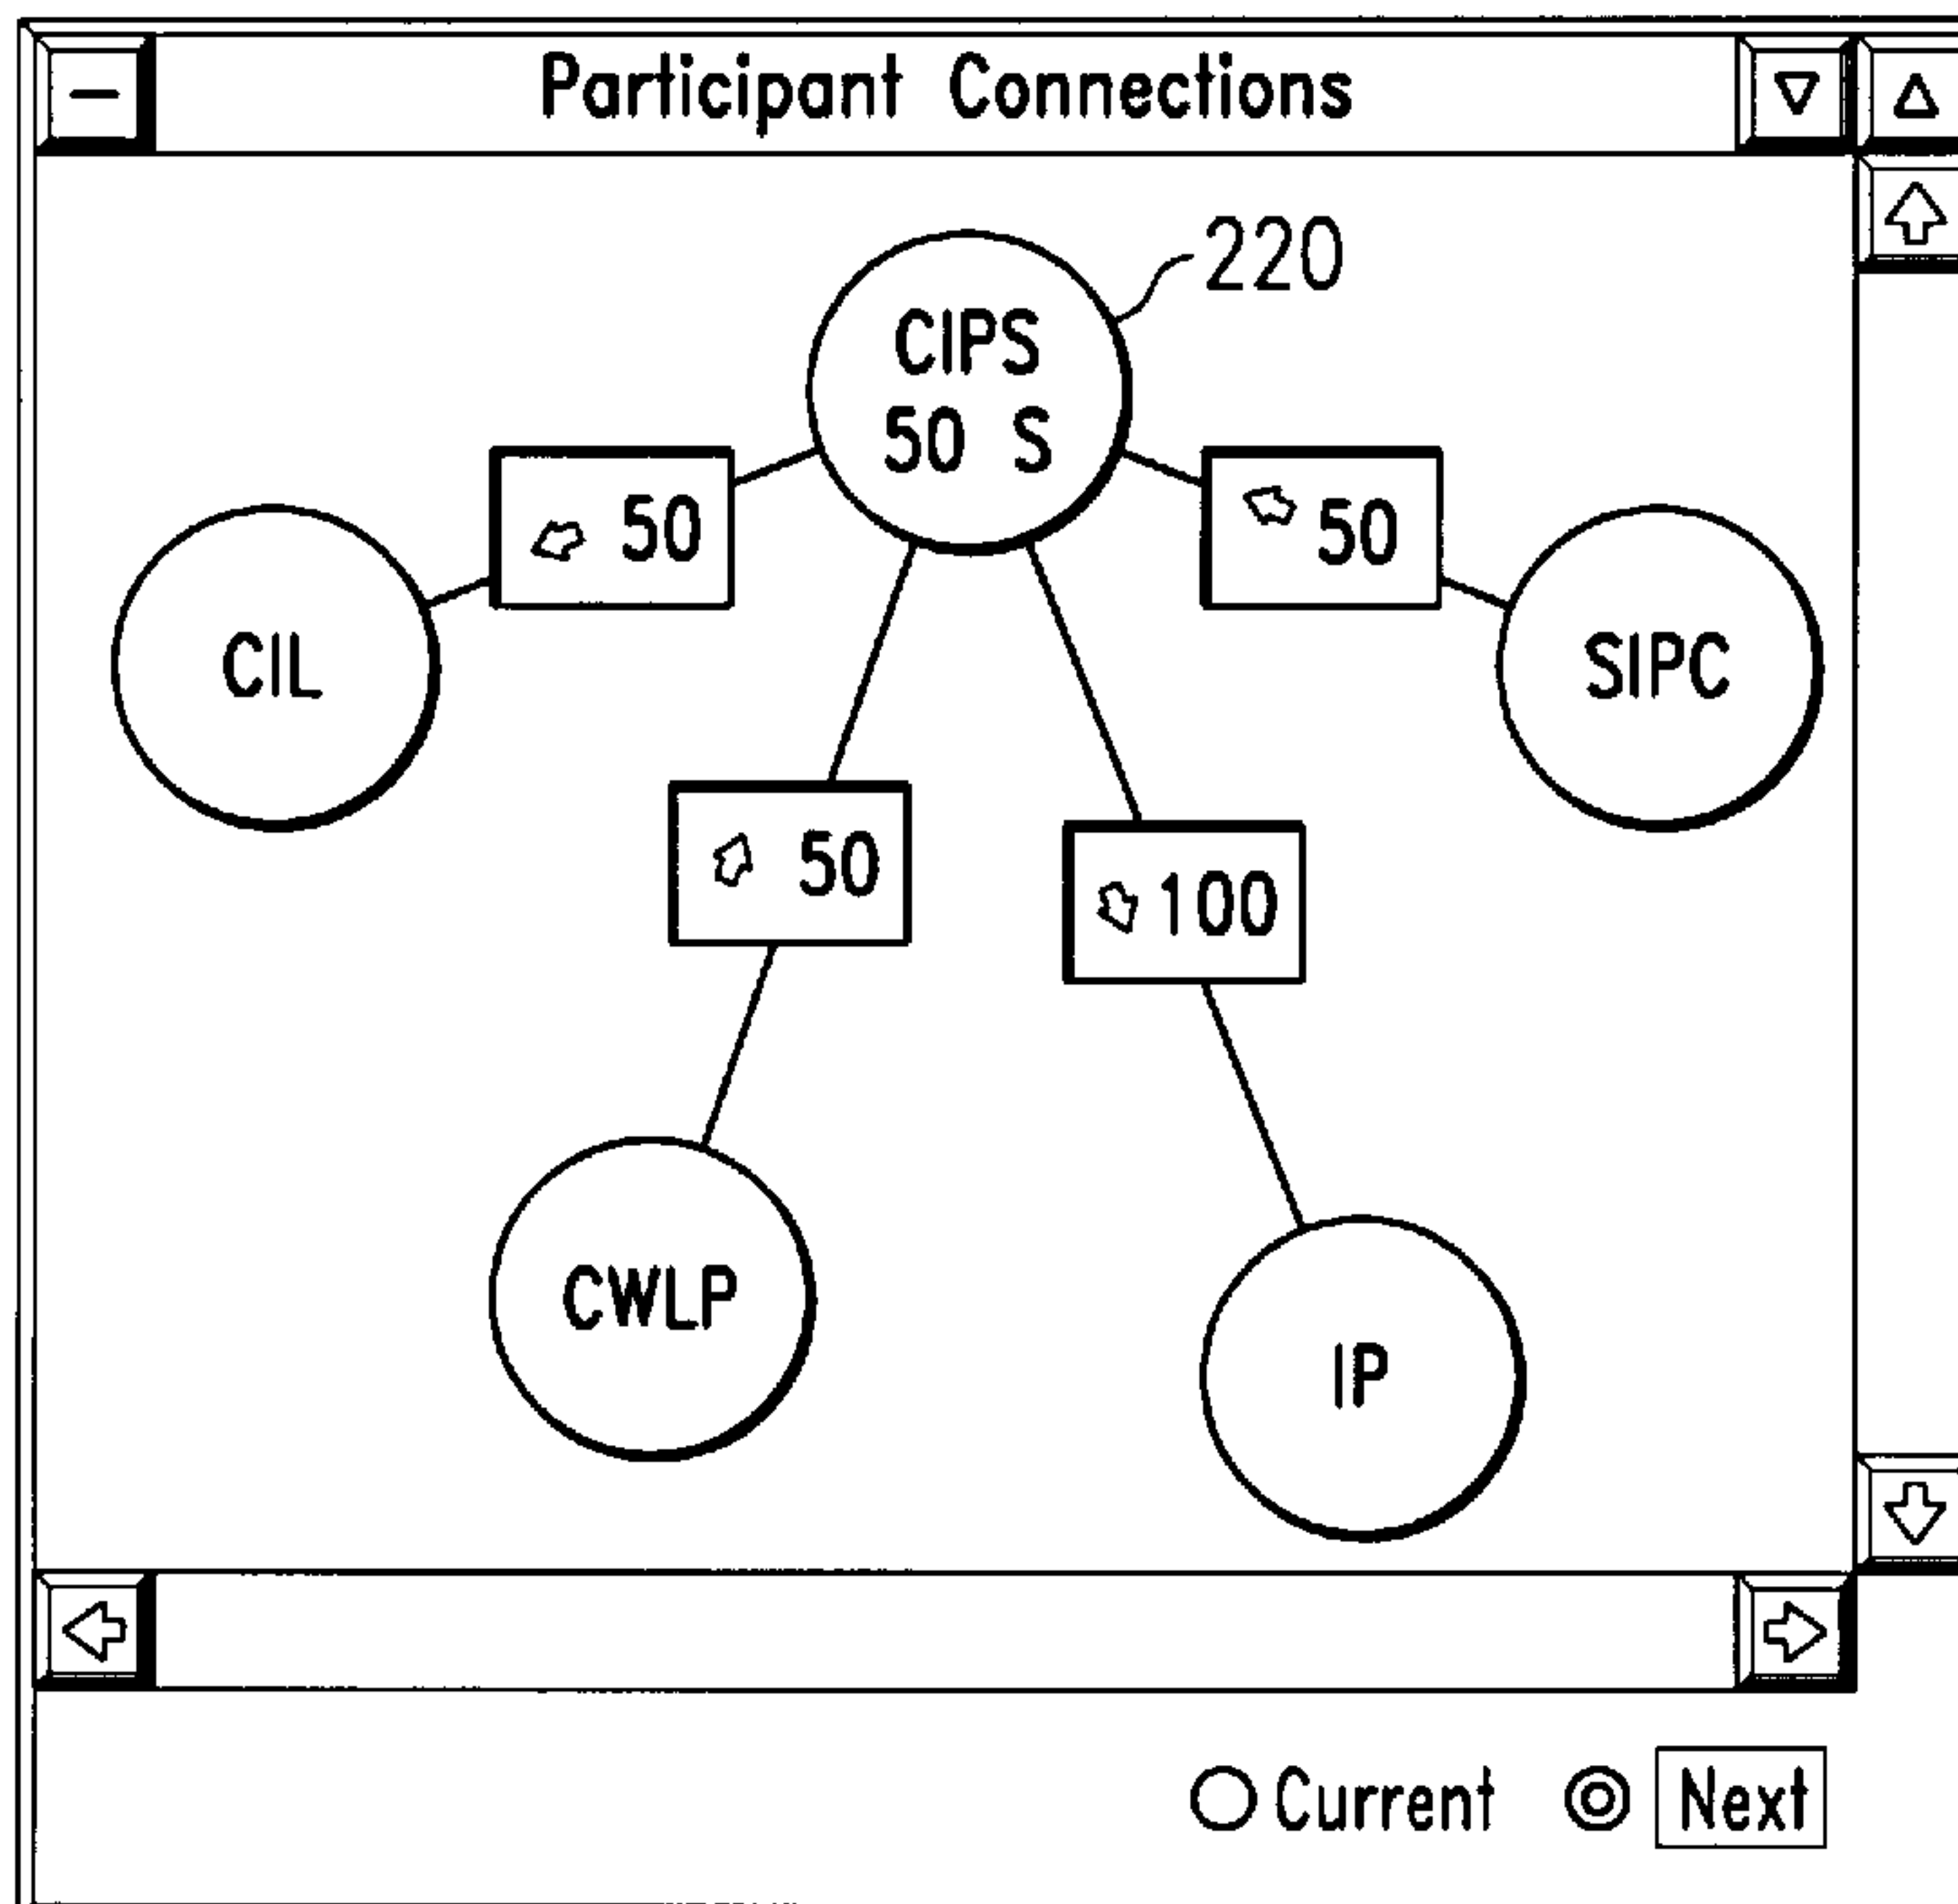 Participant Connections
220
CIPS
50 S
50
50
CIL
SIPC
50
100
CWLP
IP
Current
Next